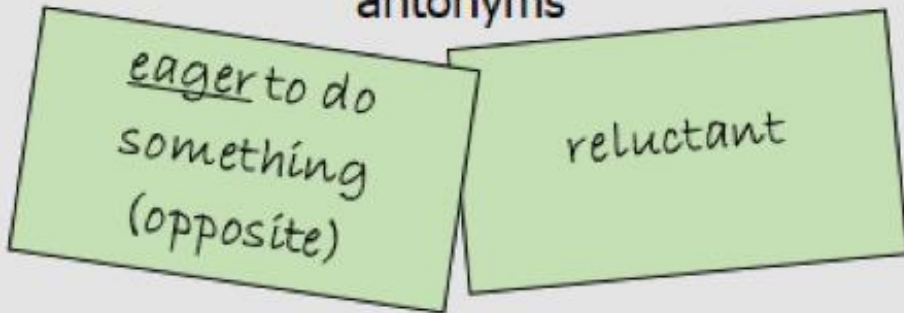 antonyms
eager to do
something
(opposite)
reluctant